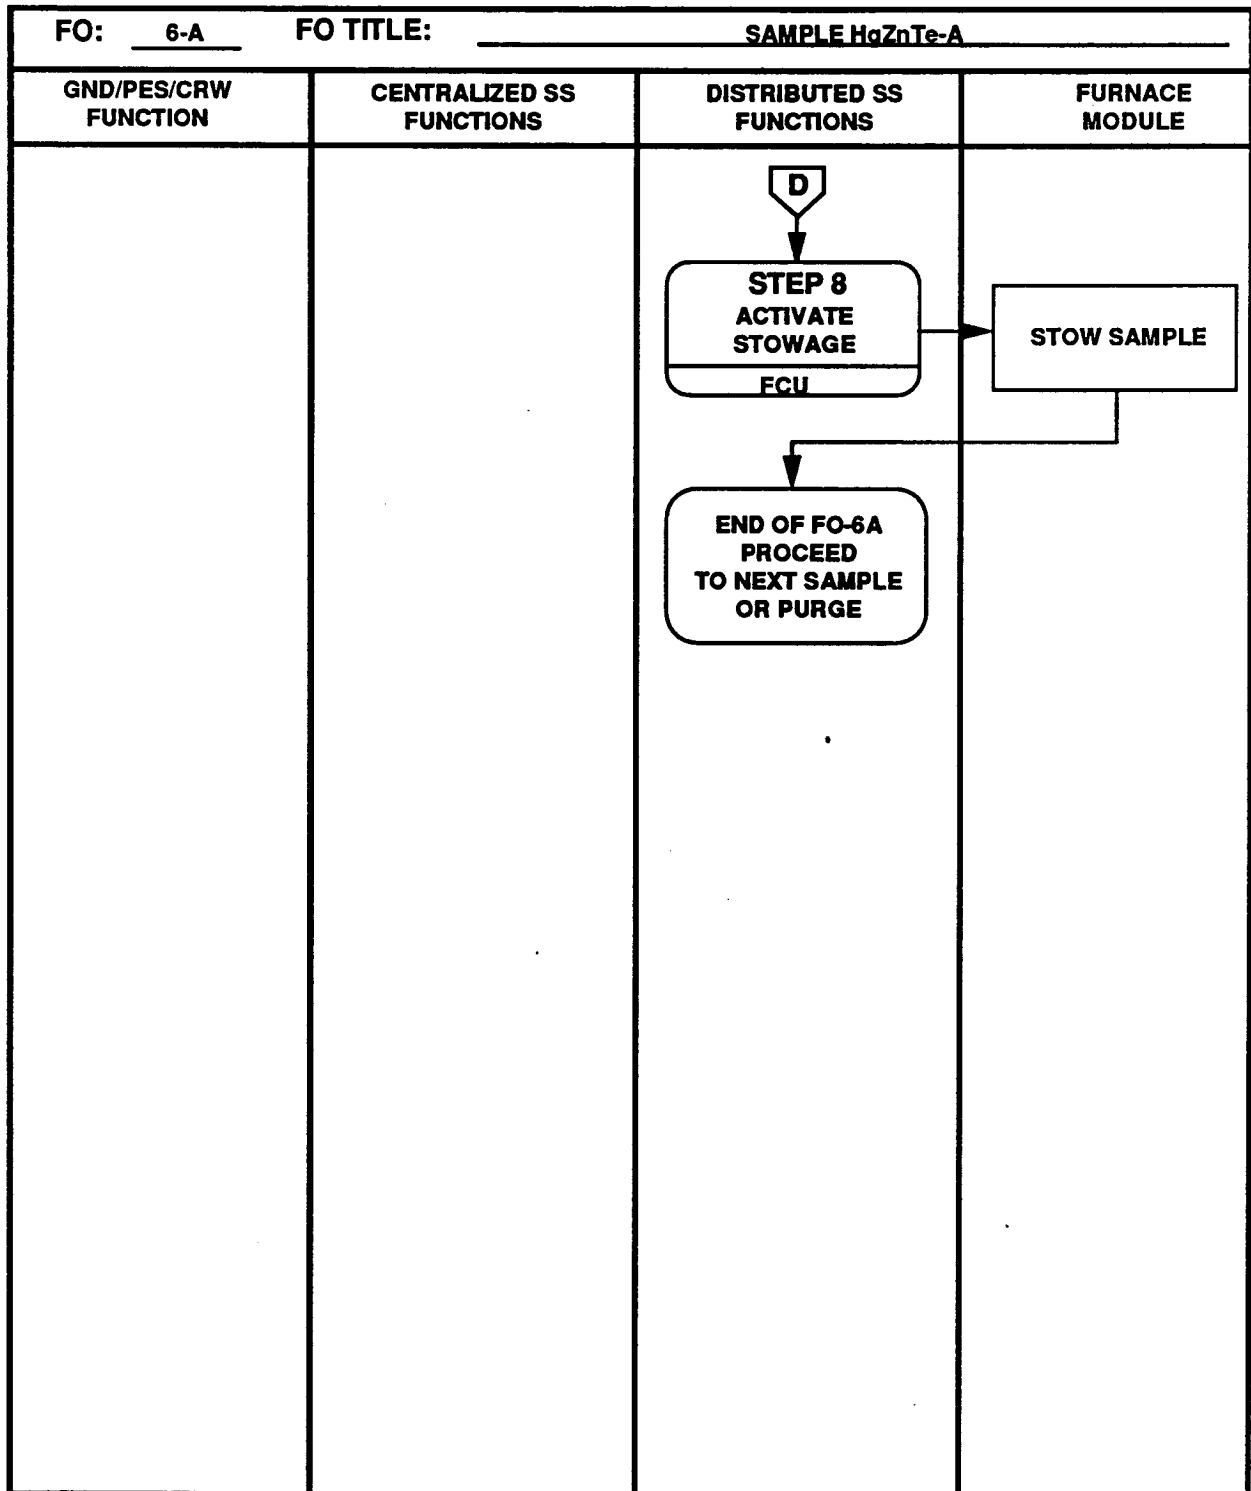 FO: 6-A FO TITLE: SAMPLE HgZnTe-A
GND/PES/CRW
FUNCTION
CENTRALIZED SS
FUNCTIONS
DISTRIBUTED SS
FUNCTIONS
FURNACE
MODULE
D
STEP 8
ACTIVATE
STOWAGE
FCU
STOW SAMPLE
END OF FO-6A
PROCEED
TO NEXT SAMPLE
OR PURGE